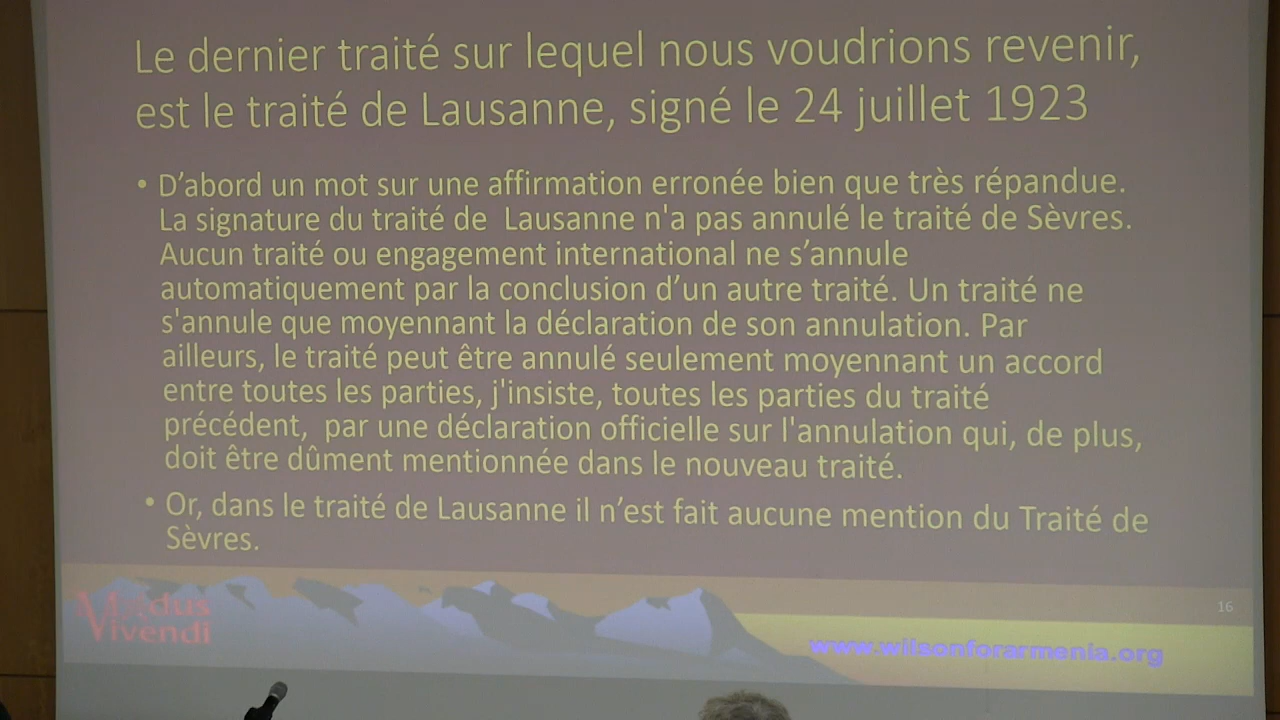 Le dernier traité sur lequel nous voudrions revenir,
est le traité de Lausanne, signé le 24 juillet 1923
• D’abord un mot sur une affirmation erronée bien que très répandue.
La signature du traité de Lausanne n'a pas annulé le traité de Sèvres.
Aucun traité ou engagement international ne s’annule
automatiquement par la conclusion d’un autre traité. Un traité ne
s'annule que moyennant la déclaration de son annulation. Par
ailleurs, le traité peut être annulé seulement moyennant un accord
entre toutes les parties, j'insiste, toutes les parties du traité
précédent, par une déclaration officielle sur l'annulation qui, de plus,
doit être dûment mentionnée dans le nouveau traité.
• Or, dans le traité de Lausanne il n’est fait aucune mention du Traité de
Sèvres.
16
Modus
Vivendi
www.wilsonforarmenia.org